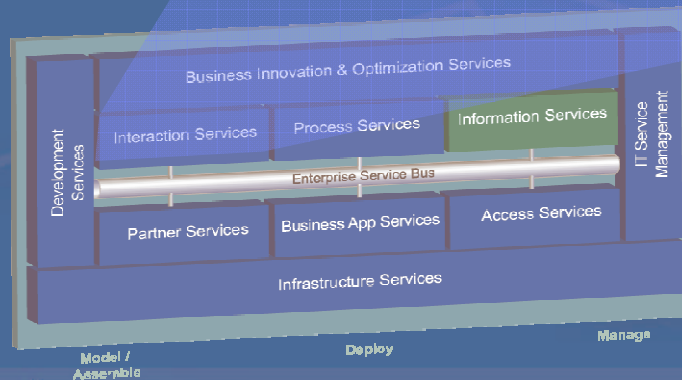 Business Innovation & Optimization Services
Development
Services
Interaction Services
Process Services
Information Services
IT Service
Management
Enterprise Service Bus
Partner Services
Business App Services
Access Services
Infrastructure Services
Model /
Assemble
Deploy
Manage